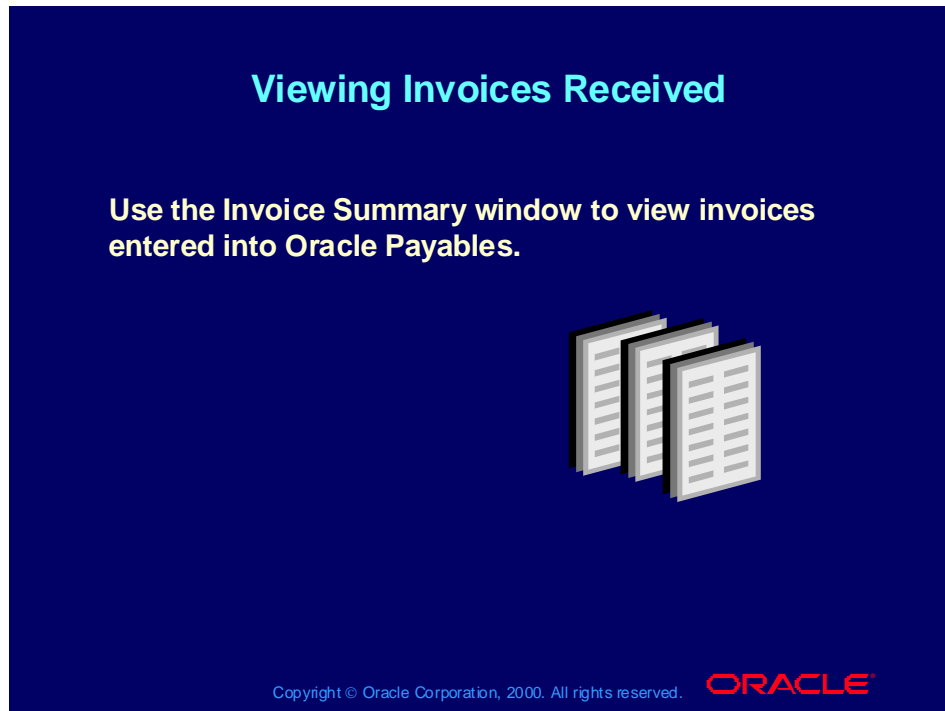 Viewing Invoices Received
Use the Invoice Summary window to view invoices
entered into Oracle Payables.
Copyright © Oracle Corporation, 2000. All rights reserved.
ORACLE®